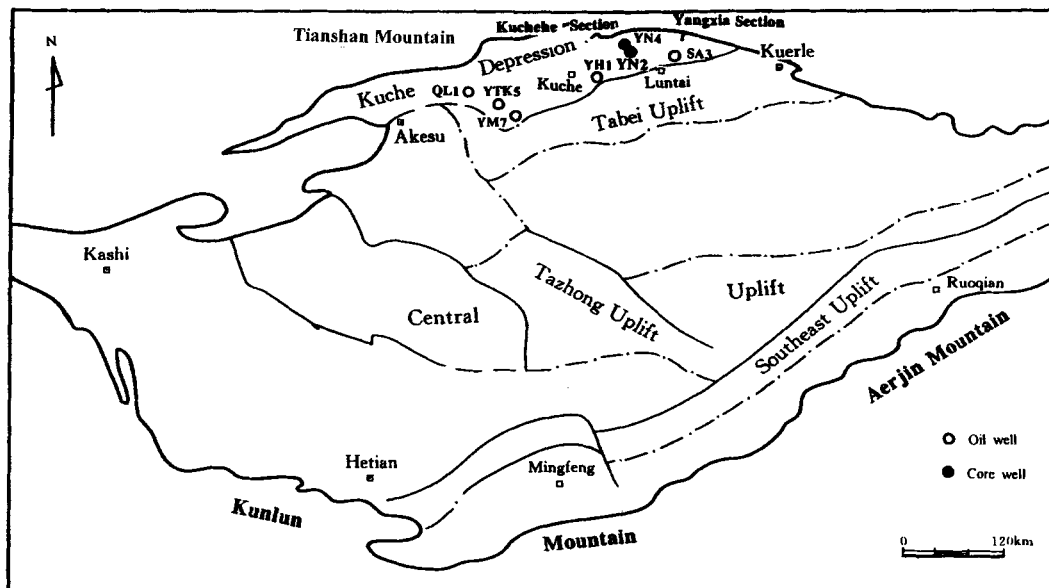 N
Tianshan Mountain
Kuchehe Section
Yangxia Section
Kuche Depression
YN4
YN2
SA3
Kuerle
YH1
Kuche
Luntai
QL1
YTK5
YM7
Akesu
Tabei Uplift
Kashi
Central
Tazhong Uplift
Uplift
Southeast Uplift
Ruoqian
Aerjin Mountain
Hetian
Mingfeng
Kunlun
Mountain
Oil well
Core well
0
120km